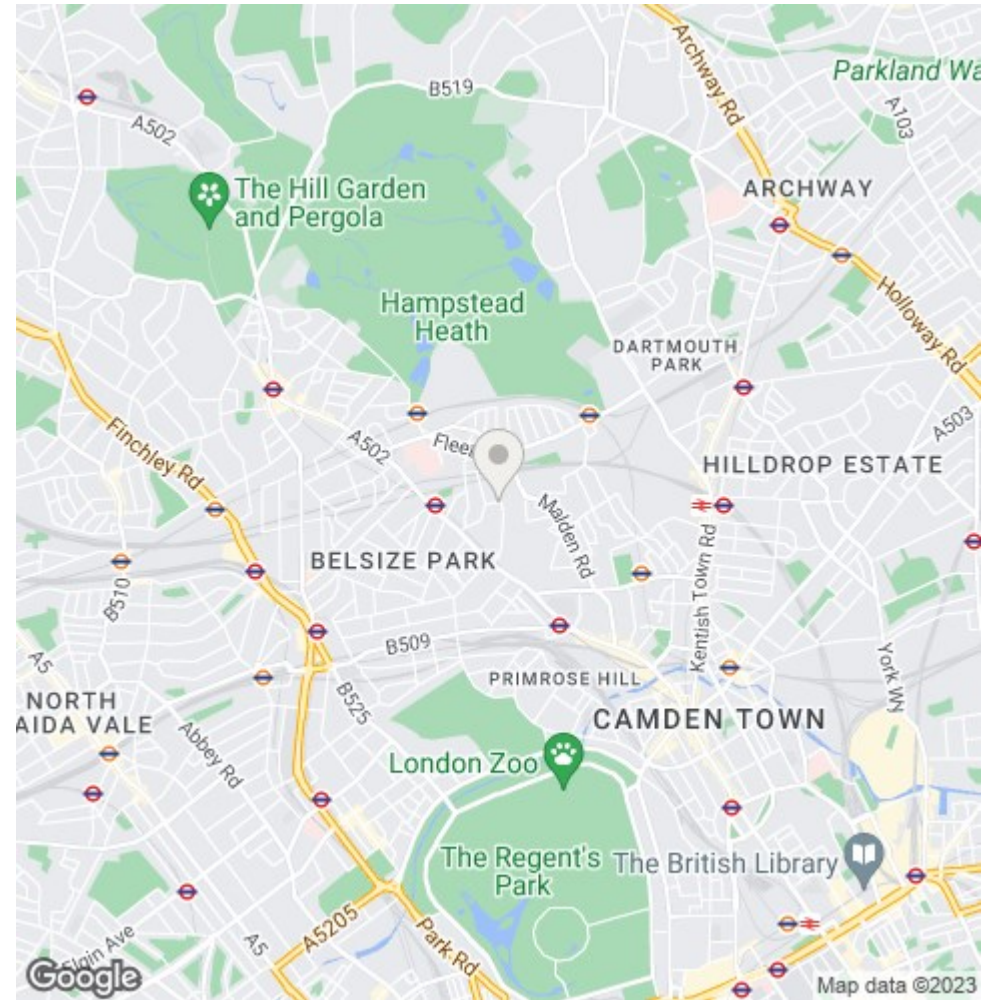 Archway Rd
Parkland Wa
B519
A502
A103
The Hill Garden
and Pergola
ARCHWAY
Holloway Rd
Hampstead
Heath
DARTMOUTH
PARK
A503
Finchley Rd
A502
Flee
HILLDROP ESTATE
Malden Rd
BELSIZE PARK
B510
Kentish Town Rd
B509
A5
PRIMROSE HILL
York Wy
NORTH
AIDA VALE
B525
CAMDEN TOWN
Abbey Rd
London Zoo
The Regent's
Park
The British Library
A5205
Park Rd
Elgin Ave
A5
Google
Map data ©2023